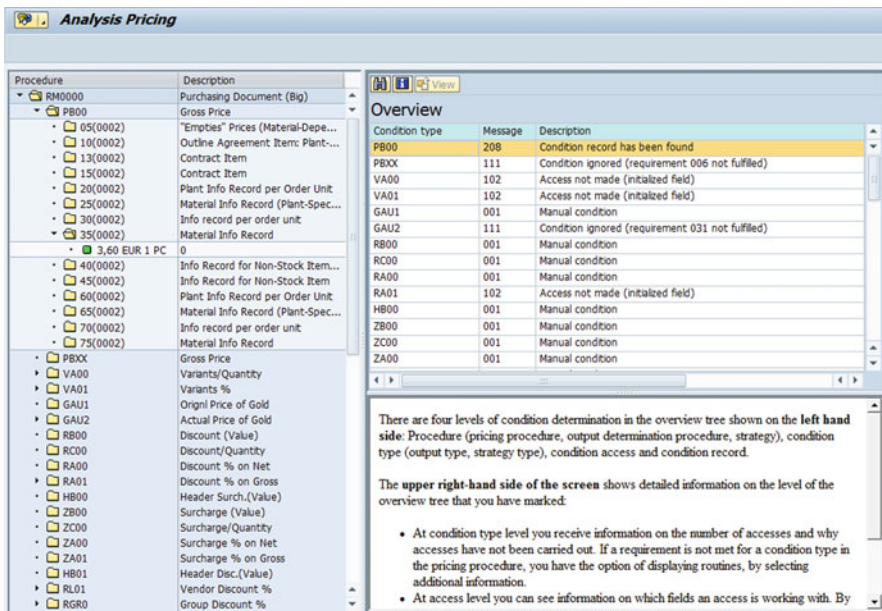 Analysis Pricing
Procedure Description
RM0000 Purchasing Document (Big)
PB00 Gross Price
05(0002) "Empties" Prices (Material-Depe...
10(0002) Outline Agreement Item: Plant-...
13(0002) Contract Item
15(0002) Contract Item
20(0002) Plant Info Record per Order Unit
25(0002) Material Info Record (Plant-Spec...
30(0002) Info record per order unit
35(0002) Material Info Record
3,60 EUR 1 PC 0
40(0002) Info Record for Non-Stock Item...
45(0002) Info Record for Non-Stock Item
60(0002) Plant Info Record per Order Unit
65(0002) Material Info Record (Plant-Spec...
70(0002) Info record per order unit
75(0002) Material Info Record
PBXX Gross Price
VA00 Variants/Quantity
VA01 Variants %
GAU1 Orignl Price of Gold
GAU2 Actual Price of Gold
RB00 Discount (Value)
RC00 Discount/Quantity
RA00 Discount % on Net
RA01 Discount % on Gross
HB00 Header Surch.(Value)
ZB00 Surcharge (Value)
ZC00 Surcharge/Quantity
ZA00 Surcharge % on Net
ZA01 Surcharge % on Gross
HB01 Header Disc.(Value)
RL01 Vendor Discount %
RGR0 Group Discount %
View
Overview
Condition type Message Description
PB00 208 Condition record has been found
PBXX 111 Condition ignored (requirement 006 not fulfilled)
VA00 102 Access not made (initialized field)
VA01 102 Access not made (initialized field)
GAU1 001 Manual condition
GAU2 111 Condition ignored (requirement 031 not fulfilled)
RB00 001 Manual condition
RC00 001 Manual condition
RA00 001 Manual condition
RA01 102 Access not made (initialized field)
HB00 001 Manual condition
ZB00 001 Manual condition
ZC00 001 Manual condition
ZA00 001 Manual condition
There are four levels of condition determination in the overview tree shown on the left hand
side: Procedure (pricing procedure, output determination procedure, strategy), condition
type (output type, strategy type), condition access and condition record.
The upper right-hand side of the screen shows detailed information on the level of the
overview tree that you have marked:
• At condition type level you receive information on the number of accesses and why
accesses have not been carried out. If a requirement is not met for a condition type in
the pricing procedure, you have the option of displaying routines, by selecting
additional information.
• At access level you can see information on which fields an access is working with. By